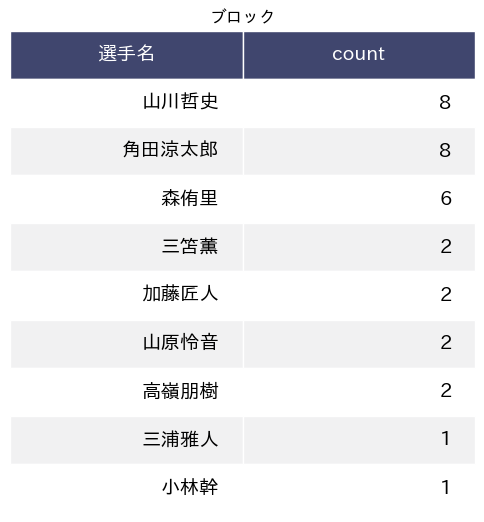 ブロック
選手名 count
山川哲史 8
角田涼太郎 8
森侑里 6
三笘薫 2
加藤匠人 2
山原怜音 2
高嶺朋樹 2
三浦雅人 1
小林幹 1